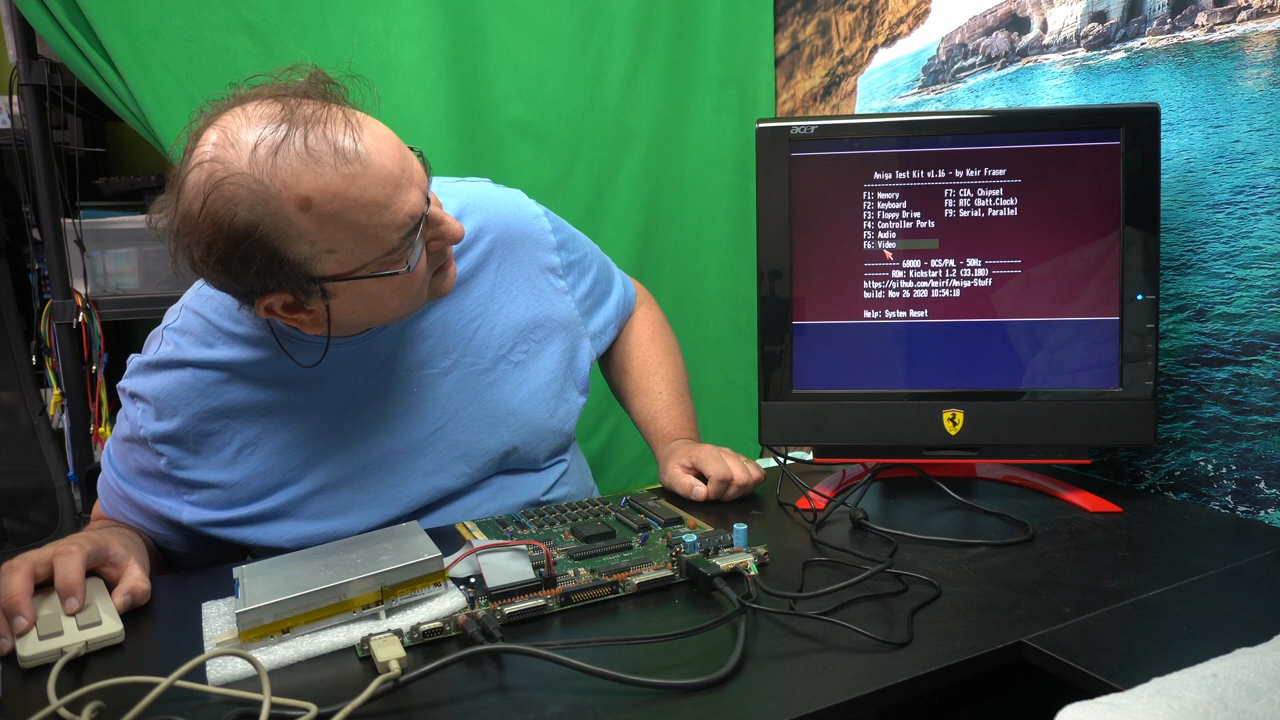 acer
Amiga Test Kit v1.16 - by Keir Fraser
F1: Memory F7: CIA, Chipset
F2: Keyboard F8: RTC (Batt.Clock)
F3: Floppy Drive F9: Serial, Parallel
F4: Controller Ports
F5: Audio
F6: Video
68000 - OCS/PAL - 50Hz
ROM: Kickstart 1.2 (33.180)
https://github.com/keirf/Amiga-Stuff
build: Nov 26 2020 10:54:18
Help: System Reset